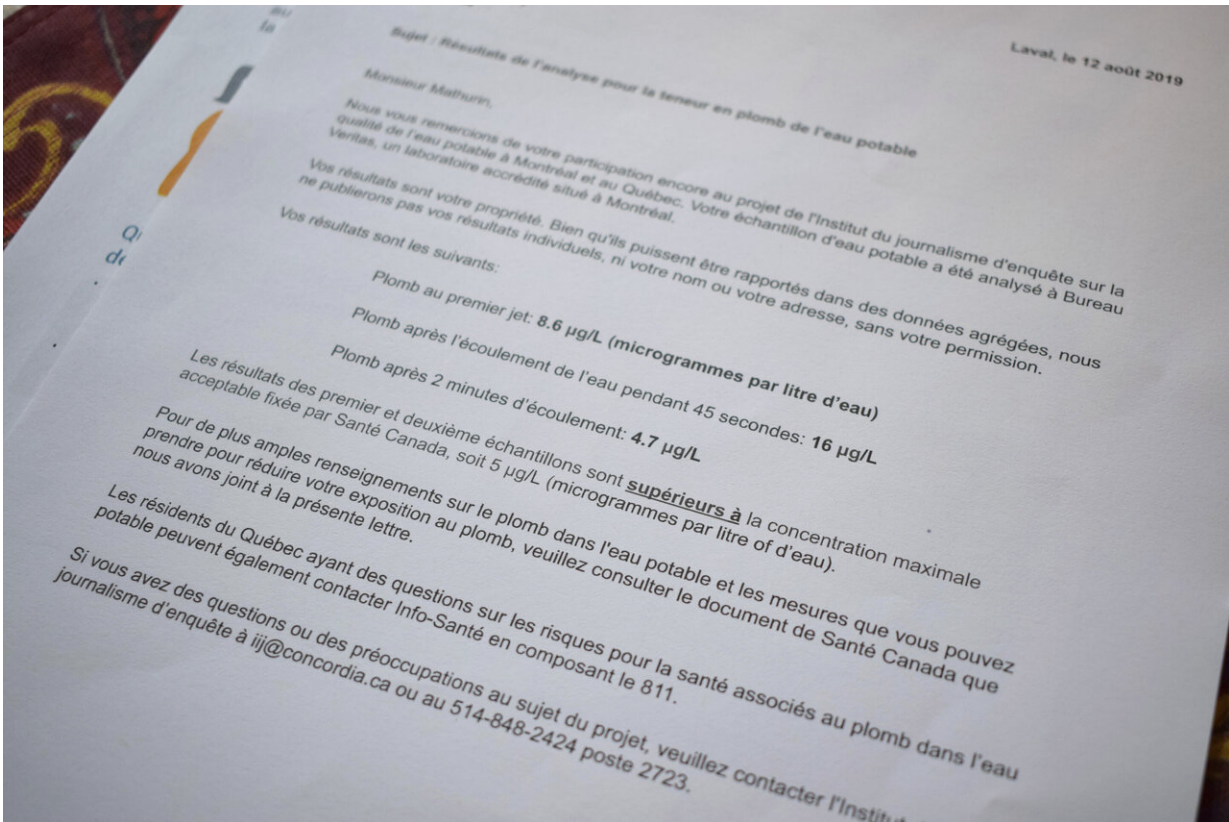 Laval, le 12 août 2019
Sujet : Résultats de l'analyse pour la teneur en plomb de l'eau potable
Monsieur Mathurin,
Nous vous remercions de votre participation encore au projet de l'Institut du journalisme d'enquête sur la
qualité de l'eau potable à Montréal et au Québec. Votre échantillon d'eau potable a été analysé à Bureau
Veritas, un laboratoire accrédité situé à Montréal.
Vos résultats sont votre propriété. Bien qu'ils puissent être rapportés dans des données agrégées, nous
ne publierons pas vos résultats individuels, ni votre nom ou votre adresse, sans votre permission.
Vos résultats sont les suivants:
Plomb au premier jet: 8.6 µg/L (microgrammes par litre d'eau)
Plomb après l'écoulement de l'eau pendant 45 secondes: 16 µg/L
Plomb après 2 minutes d'écoulement: 4.7 µg/L
Les résultats des premier et deuxième échantillons sont supérieurs à la concentration maximale
acceptable fixée par Santé Canada, soit 5 µg/L (microgrammes par litre of d'eau).
Pour de plus amples renseignements sur le plomb dans l'eau potable et les mesures que vous pouvez
prendre pour réduire votre exposition au plomb, veuillez consulter le document de Santé Canada que
nous avons joint à la présente lettre.
Les résidents du Québec ayant des questions sur les risques pour la santé associés au plomb dans l'eau
potable peuvent également contacter Info-Santé en composant le 811.
Si vous avez des questions ou des préoccupations au sujet du projet, veuillez contacter l'Institut
journalisme d'enquête à iij@concordia.ca ou au 514-848-2424 poste 2723.